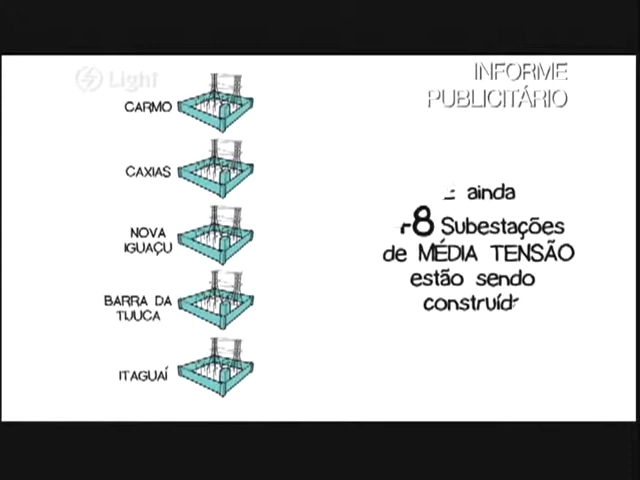 Light
INFORME
PUBLICITÁRIO
CARMO
CAXIAS
NOVA
IGUAÇU
BARRA DA
TIJUCA
ITAGUAÍ
ainda
8 Subestações
de MÉDIA TENSÃO
estão sendo